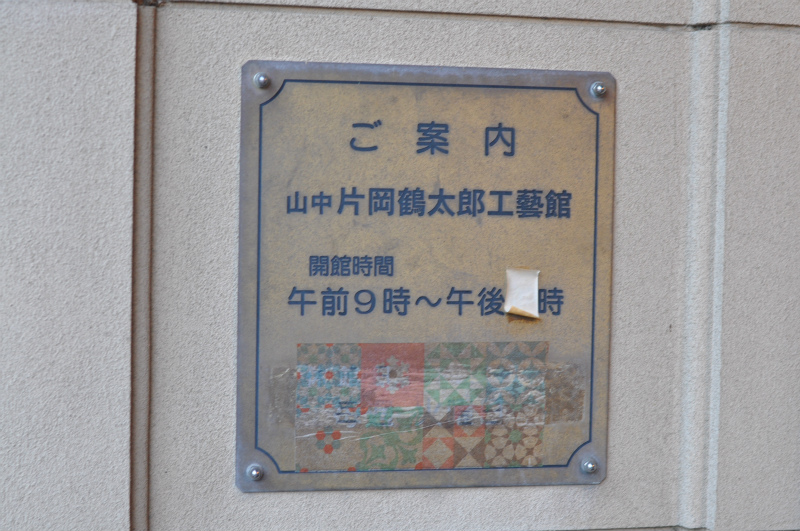 ご案内
山中片岡鶴太郎工藝館
開館時間
午前9時〜午後 時